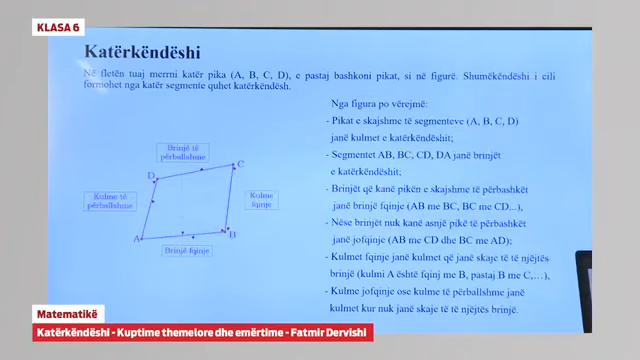 KLASA 6
Katërkëndëshi
Në fletën tuaj merrni katër pika (A, B, C, D), e pastaj bashkoni pikat, si në figurë. Shumëkëndëshi i cili
formohet nga katër segmente quhet katërkëndësh.
Nga figura po vërejmë:
- Pikat e skajshme të segmenteve (A, B, C, D)
janë kulmet e katërkëndëshit;
- Segmentet AB, BC, CD, DA janë brinjët
e katërkëndëshit;
- Brinjët që kanë pikën e skajshme të përbashkët
janë brinjë fqinje (AB me BC, BC me CD...),
- Nëse brinjët nuk kanë asnjë pikë të përbashkët
janë jofqinje (AB me CD dhe BC me AD);
- Kulmet fqinje janë kulmet që janë skaje të të njëjtës
brinjë (kulmi A është fqinj me B, pastaj B me C,…),
- Kulme jofqinje ose kulme të përballshme janë
kulmet kur nuk janë skaje të të njëjtës brinjë.
Brinjë të
përballshme
D
C
Kulme të
përballshme
Kulme
fqinje
A
B
Brinjë fqinje
Matematikë
Katërkëndëshi - Kuptime themelore dhe emërtime - Fatmir Dervishi